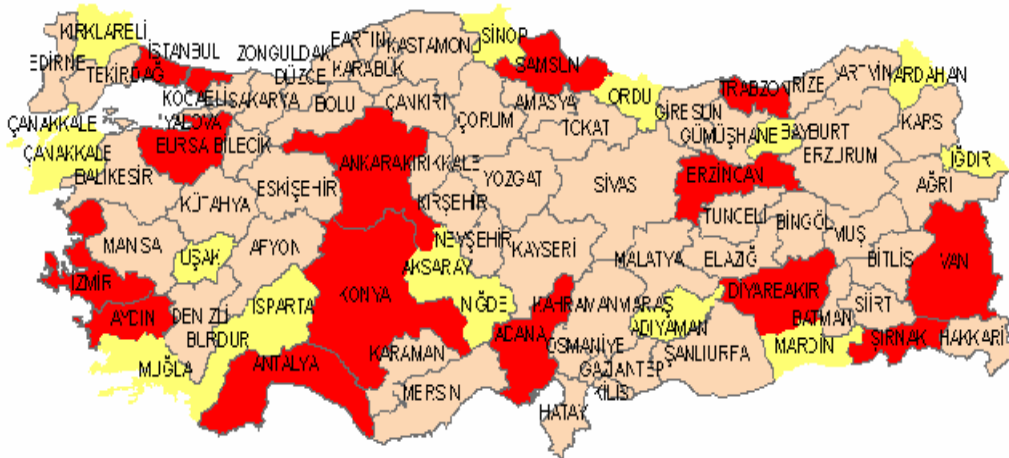 KIRKLARELİ
İSTANBUL
ZONGULDAK
BARTIN
KASTAMONU
SİNOP
SAMSUN
EDİRNE
TEKİRDAĞ
DÜZCE
KARABÜK
ARTVİN
ARDAHAN
KOCAELİ
SAKARYA
BOLU
ÇANKIRI
AMASYA
ORDU
GİRESUN
TRABZON
RİZE
ÇANAKKALE
YALOVA
ÇORUM
TOKAT
GÜMÜŞHANE
BAYBURT
KARS
ÇANAKKALE
BURSA
BİLECİK
ANKARA
KIRIKKALE
ERZURUM
IĞDIR
BALIKESİR
ESKİŞEHİR
YOZGAT
SİVAS
ERZİNCAN
AĞRI
KÜTAHYA
KIRŞEHİR
TUNCELİ
BİNGÖL
MUŞ
MANİSA
UŞAK
AFYON
NEVŞEHİR
KAYSERİ
MALATYA
ELAZIĞ
BİTLİS
VAN
İZMİR
AKSARAY
ISPARTA
KONYA
NİĞDE
KAHRAMANMARAŞ
DİYARBAKIR
SİİRT
AYDIN
DENİZLİ
BURDUR
ADANA
ADIYAMAN
BATMAN
MARDİN
ŞIRNAK
HAKKARİ
MUĞLA
ANTALYA
KARAMAN
OSMANİYE
ŞANLIURFA
GAZİANTEP
MERSİN
KİLİS
HATAY